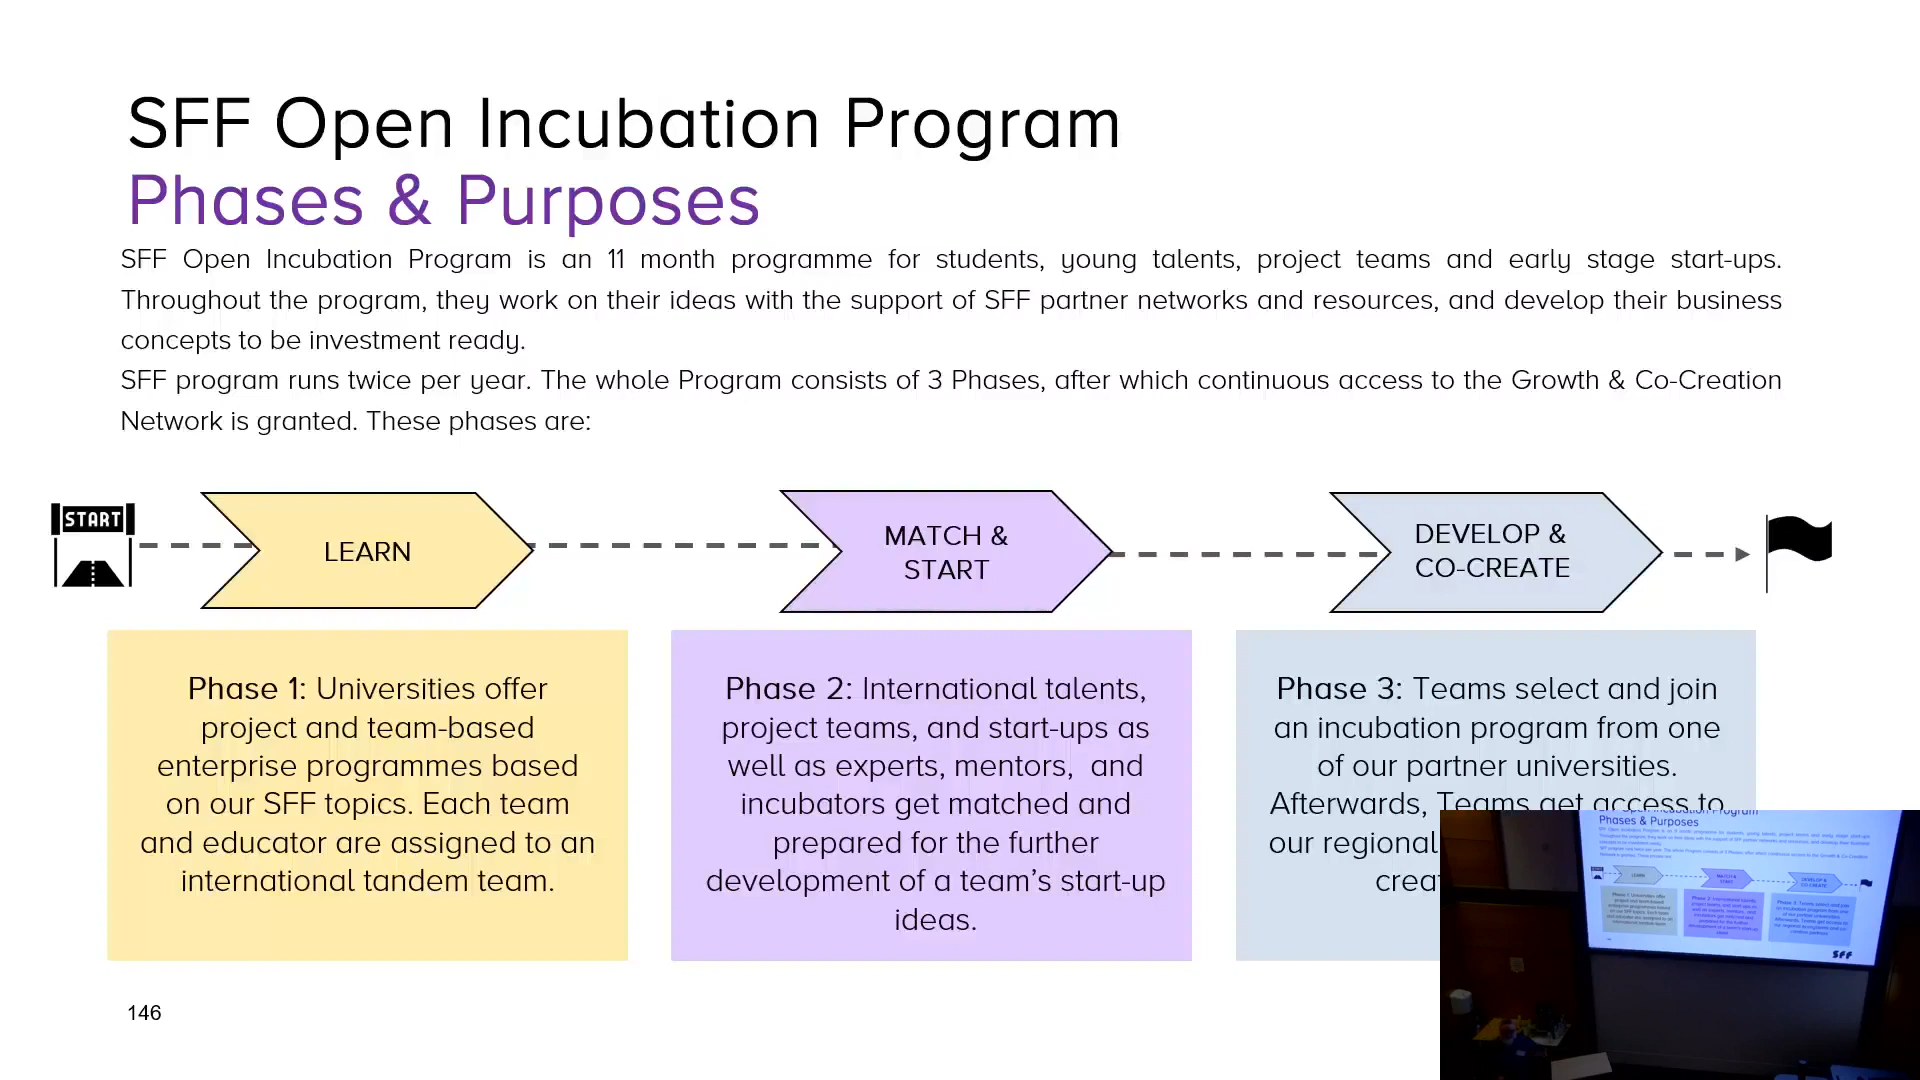 SFF Open Incubation Program
Phases & Purposes
SFF Open Incubation Program is an 11 month programme for students, young talents, project teams and early stage start-ups.
Throughout the program, they work on their ideas with the support of SFF partner networks and resources, and develop their business
concepts to be investment ready.
SFF program runs twice per year. The whole Program consists of 3 Phases, after which continuous access to the Growth & Co-Creation
Network is granted. These phases are:
START
LEARN
MATCH &
START
DEVELOP &
CO-CREATE
Phase 1: Universities offer
project and team-based
enterprise programmes based
on our SFF topics. Each team
and educator are assigned to an
international tandem team.
Phase 2: International talents,
project teams, and start-ups as
well as experts, mentors,  and
incubators get matched and
prepared for the further
development of a team's start-up
ideas.
Phase 3: Teams select and join
an incubation program from one
of our partner universities.
Afterwards, Teams get access to
our regional
146
Phases & Purposes
LEARN
MATCH &
START
DEVELOP &
CO-CREATE
SFF